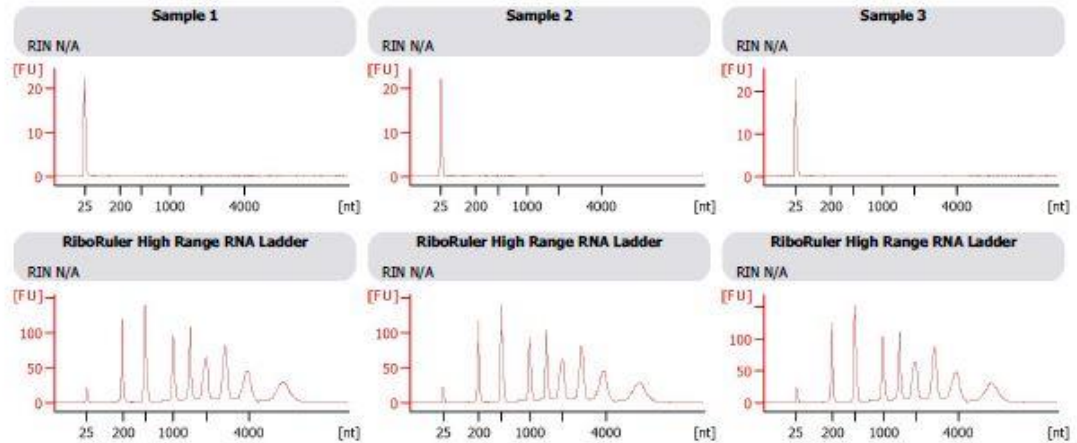 Sample 1
RIN N/A
[FU]
20
10
0
25 200 1000 4000 [nt]
Sample 2
RIN N/A
[FU]
20
10
0
25 200 1000 4000 [nt]
Sample 3
RIN N/A
[FU]
20
10
0
25 200 1000 4000 [nt]
RiboRuler High Range RNA Ladder
RIN N/A
[FU]
100
50
0
25 200 1000 4000 [nt]
RiboRuler High Range RNA Ladder
RIN N/A
[FU]
100
50
0
25 200 1000 4000 [nt]
RiboRuler High Range RNA Ladder
RIN N/A
[FU]
100
50
0
25 200 1000 4000 [nt]